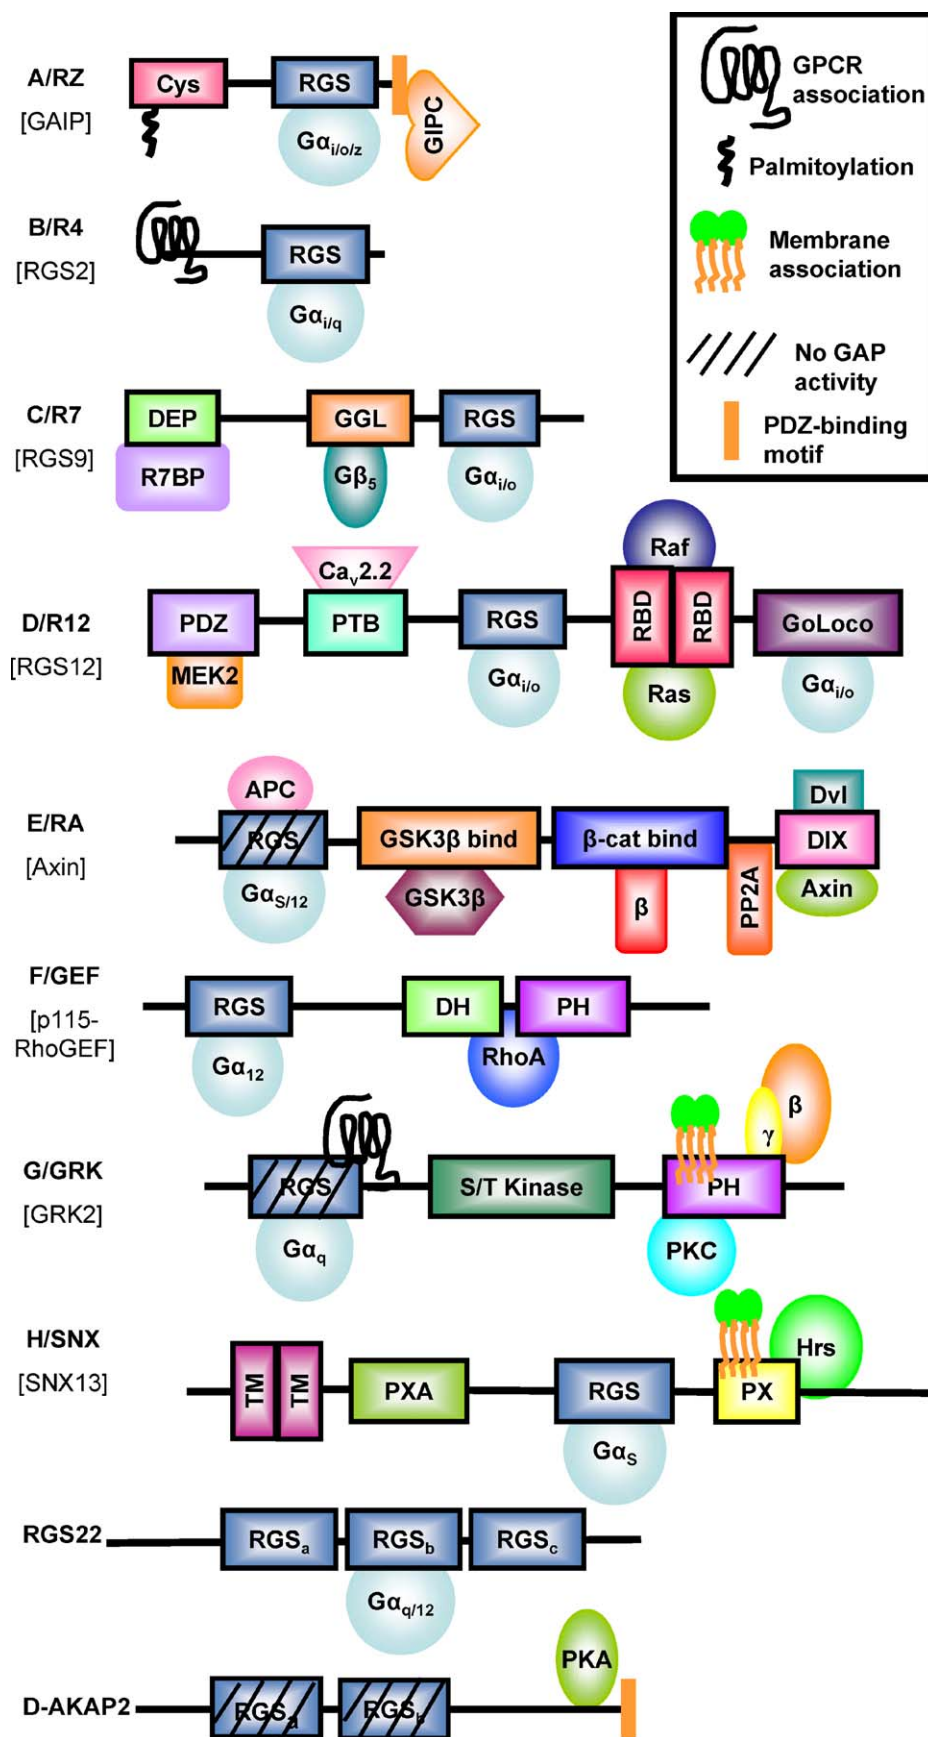 A/RZ
[GAIP]
Cys
RGS
Gαi/o/z
GIPC
GPCR
association
Palmitoylation
Membrane
association
No GAP
activity
PDZ-binding
motif
B/R4
[RGS2]
RGS
Gαi/q
C/R7
[RGS9]
DEP
GGL
RGS
R7BP
Gβ5
Gαi/o
D/R12
[RGS12]
Cav2.2
Raf
PDZ
PTB
RGS
RBD
RBD
GoLoco
MEK2
Gαi/o
Ras
Gαi/o
E/RA
[Axin]
APC
Dvl
RGS
GSK3β bind
β-cat bind
DIX
GαS/12
GSK3β
β
PP2A
Axin
F/GEF
[p115-
RhoGEF]
RGS
DH
PH
Gα12
RhoA
G/GRK
[GRK2]
β
γ
RGS
S/T Kinase
PH
Gαq
PKC
H/SNX
[SNX13]
Hrs
TM
TM
PXA
RGS
PX
GαS
RGS22
RGSa
RGSb
RGSc
Gαq/12
D-AKAP2
PKA
RGSa
RGSb